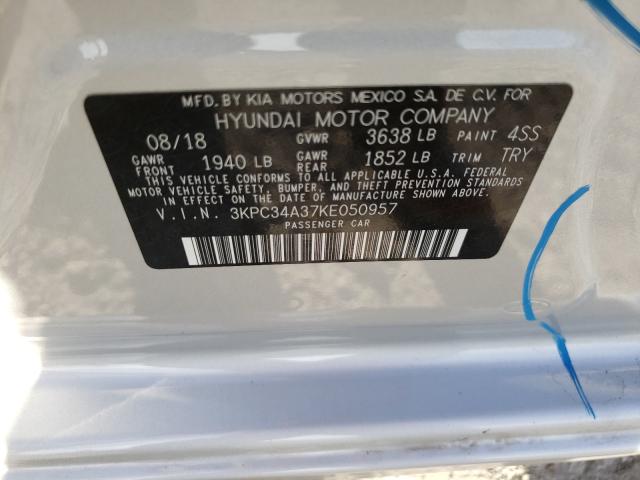 MFD. BY KIA MOTORS MEXICO S.A. DE C.V. FOR
HYUNDAI MOTOR COMPANY
08/18 GVWR 3638 LB PAINT 4SS
GAWR FRONT 1940 LB GAWR REAR 1852 LB TRIM TRY
THIS VEHICLE CONFORMS TO ALL APPLICABLE U.S.A. FEDERAL
MOTOR VEHICLE SAFETY, BUMPER, AND THEFT PREVENTION STANDARDS
IN EFFECT ON THE DATE OF MANUFACTURE SHOWN ABOVE.
V.I.N. 3KPC34A37KE050957
PASSENGER CAR